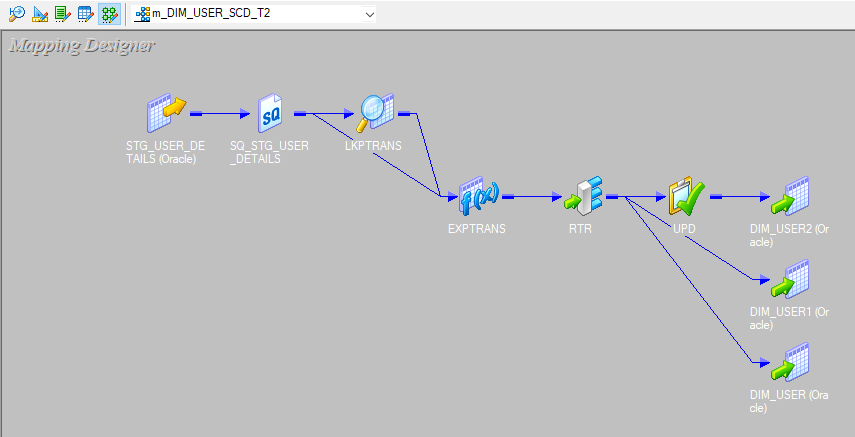 m_DIM_USER_SCD_T2
Mapping Designer
STG_USER_DE
TAILS (Oracle)
SQ
SQ_STG_USER
_DETAILS
LKPTRANS
f(x)
EXPTRANS
RTR
UPD
DIM_USER2 (Or
acle)
DIM_USER1 (Or
acle)
DIM_USER (Ora
cle)